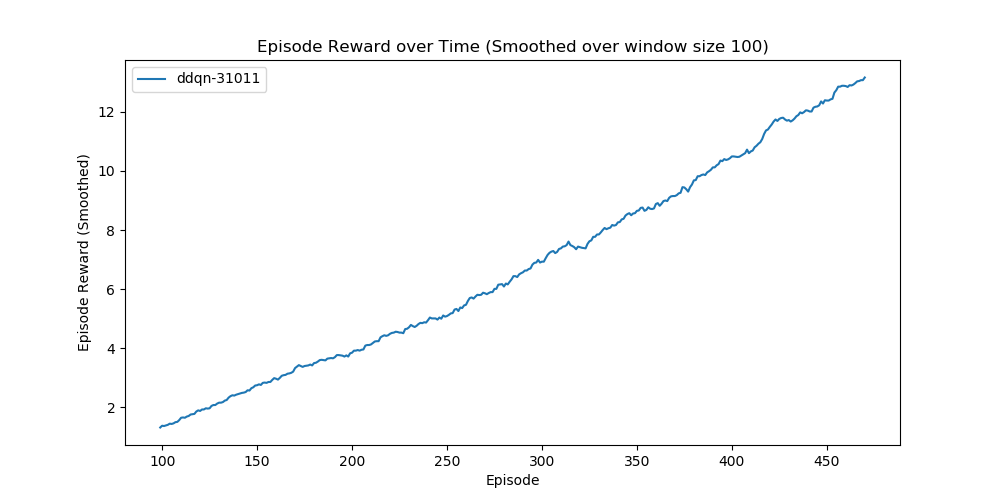 Episode Reward over Time (Smoothed over window size 100)
ddqn-31011
Episode Reward (Smoothed)
12
10
8
6
4
2
100 150 200 250 300 350 400 450
Episode